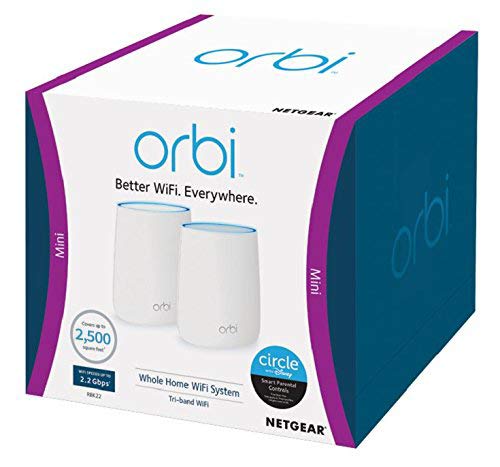 orbi™
NETGEAR®
orbi™
Better WiFi. Everywhere.
Mini
Mini
orbi
orbi
orbi
Covers up to
2,500
square feet†
WiFi SPEEDS UP TO
2.2 Gbps†
RBK22
Whole Home WiFi System
Tri-band WiFi
circle
WITH Disney
Smart Parental
Controls
NETGEAR®